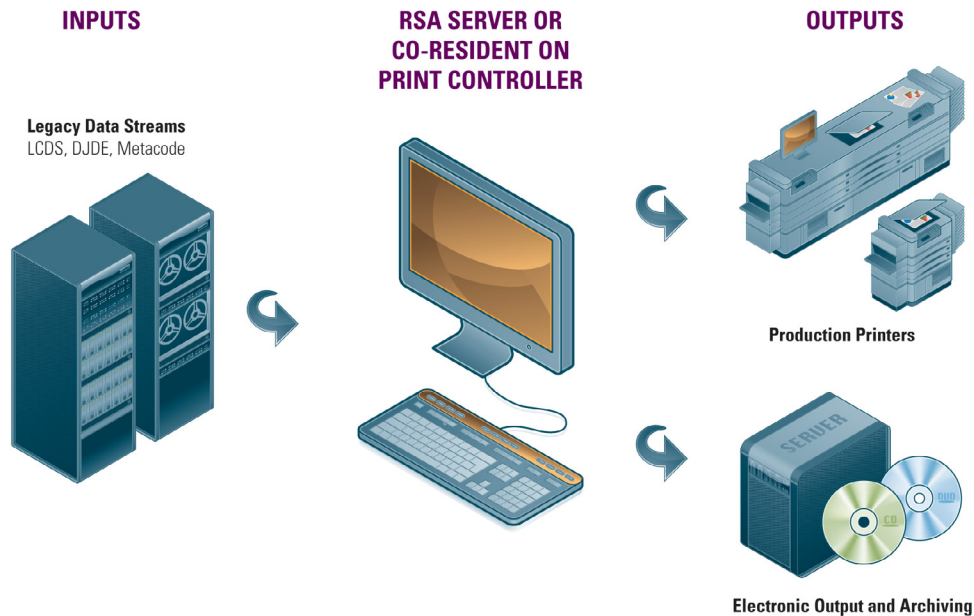 INPUTS
RSA SERVER OR
CO-RESIDENT ON
PRINT CONTROLLER
OUTPUTS
Legacy Data Streams
LCDS, DJDE, Metacode
Production Printers
SERVER
CD
DVD
Electronic Output and Archiving